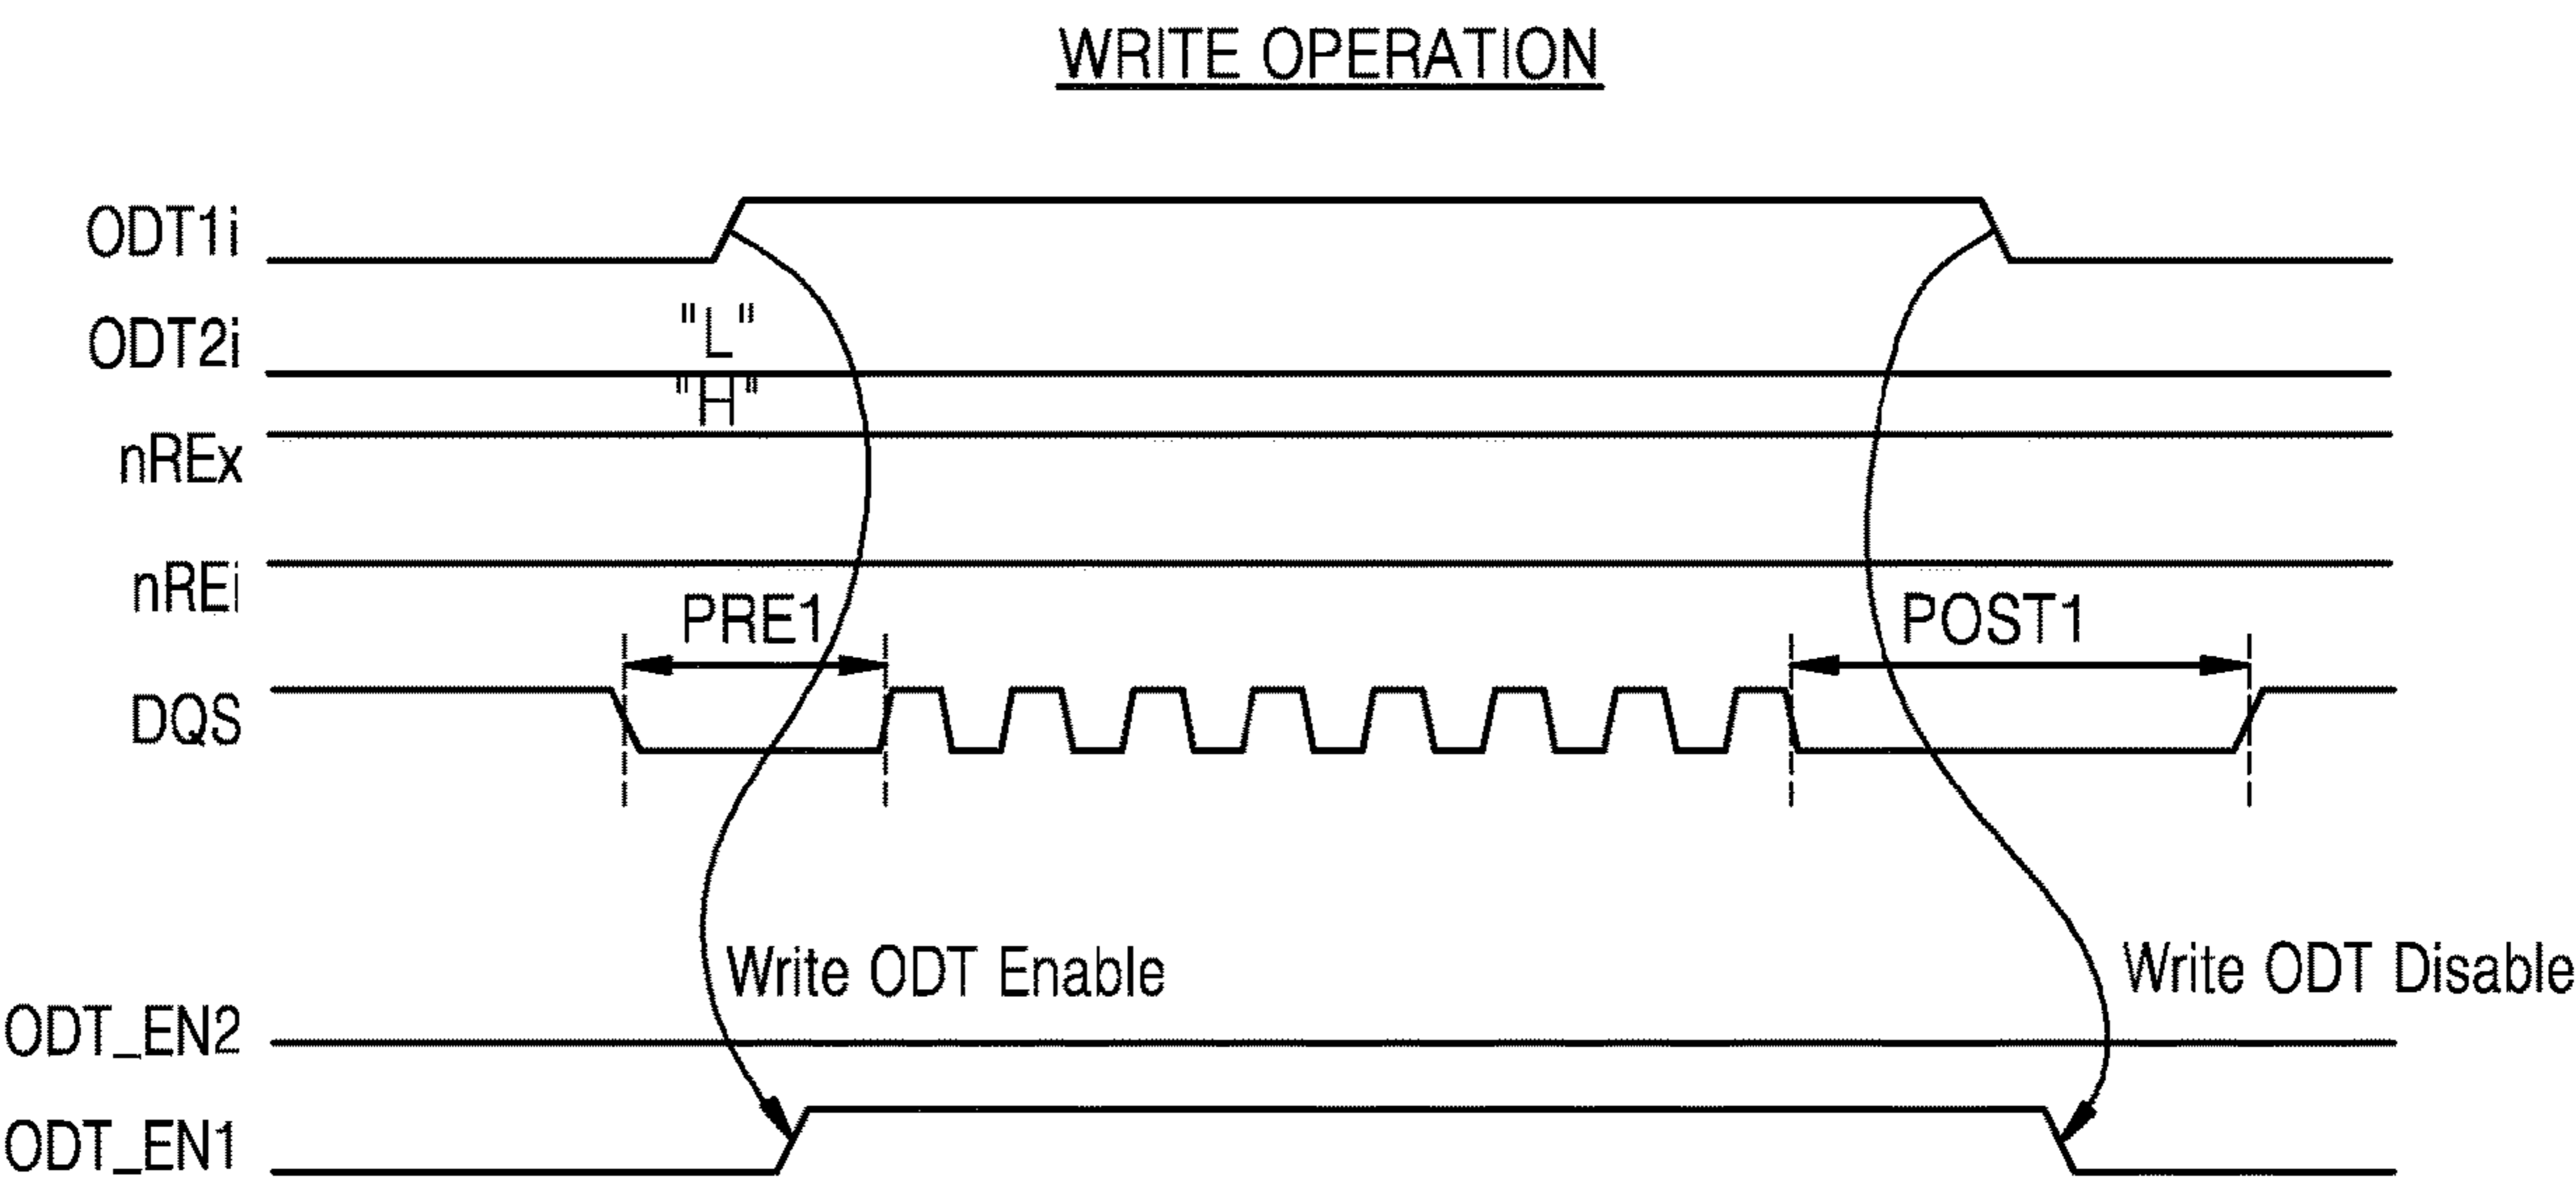 WRITE OPERATION
ODT1i
ODT2i "L"
"H"
nREx
nREi
PRE1 POST1
DQS
Write ODT Enable Write ODT Disable
ODT_EN2
ODT_EN1